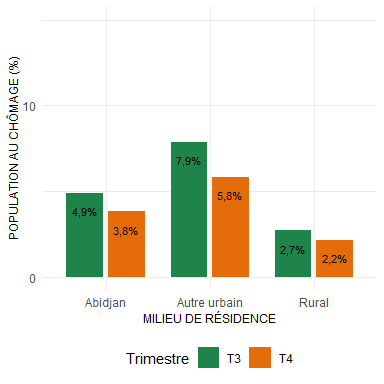 POPULATION AU CHÔMAGE (%)
10
0
4,9%
3,8%
7,9%
5,8%
2,7%
2,2%
Abidjan
Autre urbain
Rural
MILIEU DE RÉSIDENCE
Trimestre T3 T4